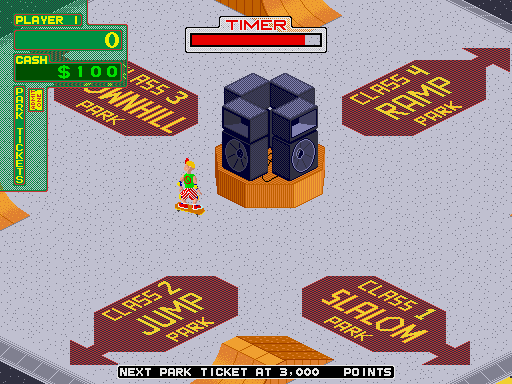 PLAYER 1
0
CASH
$100
PARK TICKETS
TIMER
CLASS 3
DOWNHILL
PARK
CLASS 4
RAMP
PARK
CLASS 2
JUMP
PARK
CLASS 1
SLALOM
PARK
NEXT PARK TICKET AT 3,000 POINTS